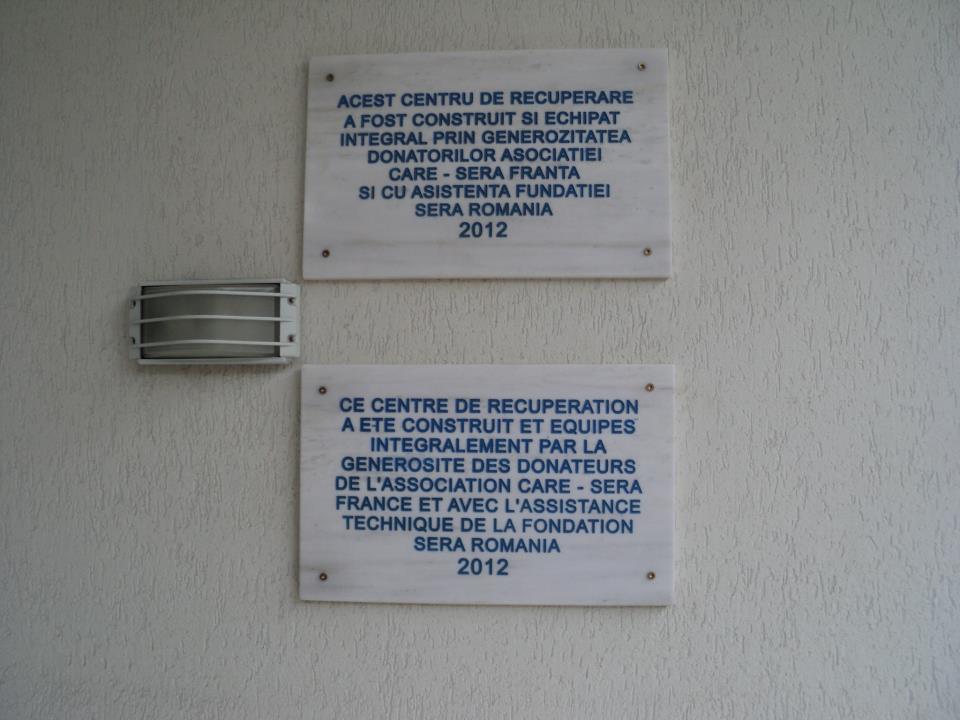 ACEST CENTRU DE RECUPERARE
A FOST CONSTRUIT SI ECHIPAT
INTEGRAL PRIN GENEROZITATEA
DONATORILOR ASOCIATIEI
CARE - SERA FRANTA
SI CU ASISTENTA FUNDATIEI
SERA ROMANIA
2012
CE CENTRE DE RECUPERATION
A ETE CONSTRUIT ET EQUIPES
INTEGRALEMENT PAR LA
GENEROSITE DES DONATEURS
DE L'ASSOCIATION CARE - SERA
FRANCE ET AVEC L'ASSISTANCE
TECHNIQUE DE LA FONDATION
SERA ROMANIA
2012